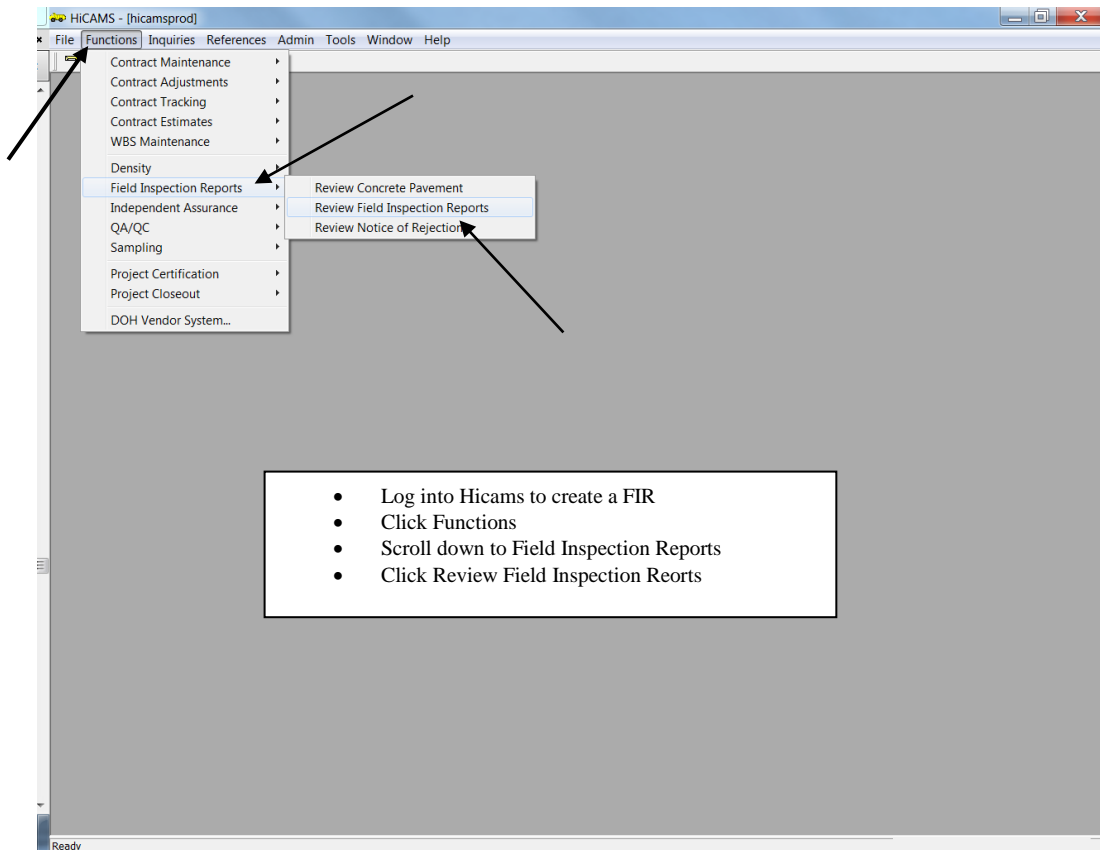 HiCAMS - [hicamsprod]
File Functions Inquiries References Admin Tools Window Help
Contract Maintenance
Contract Adjustments
Contract Tracking
Contract Estimates
WBS Maintenance
Density
Field Inspection Reports
Independent Assurance
QA/QC
Sampling
Project Certification
Project Closeout
DOH Vendor System...
Review Concrete Pavement
Review Field Inspection Reports
Review Notice of Rejection
• Log into Hicams to create a FIR
• Click Functions
• Scroll down to Field Inspection Reports
• Click Review Field Inspection Reorts
Ready